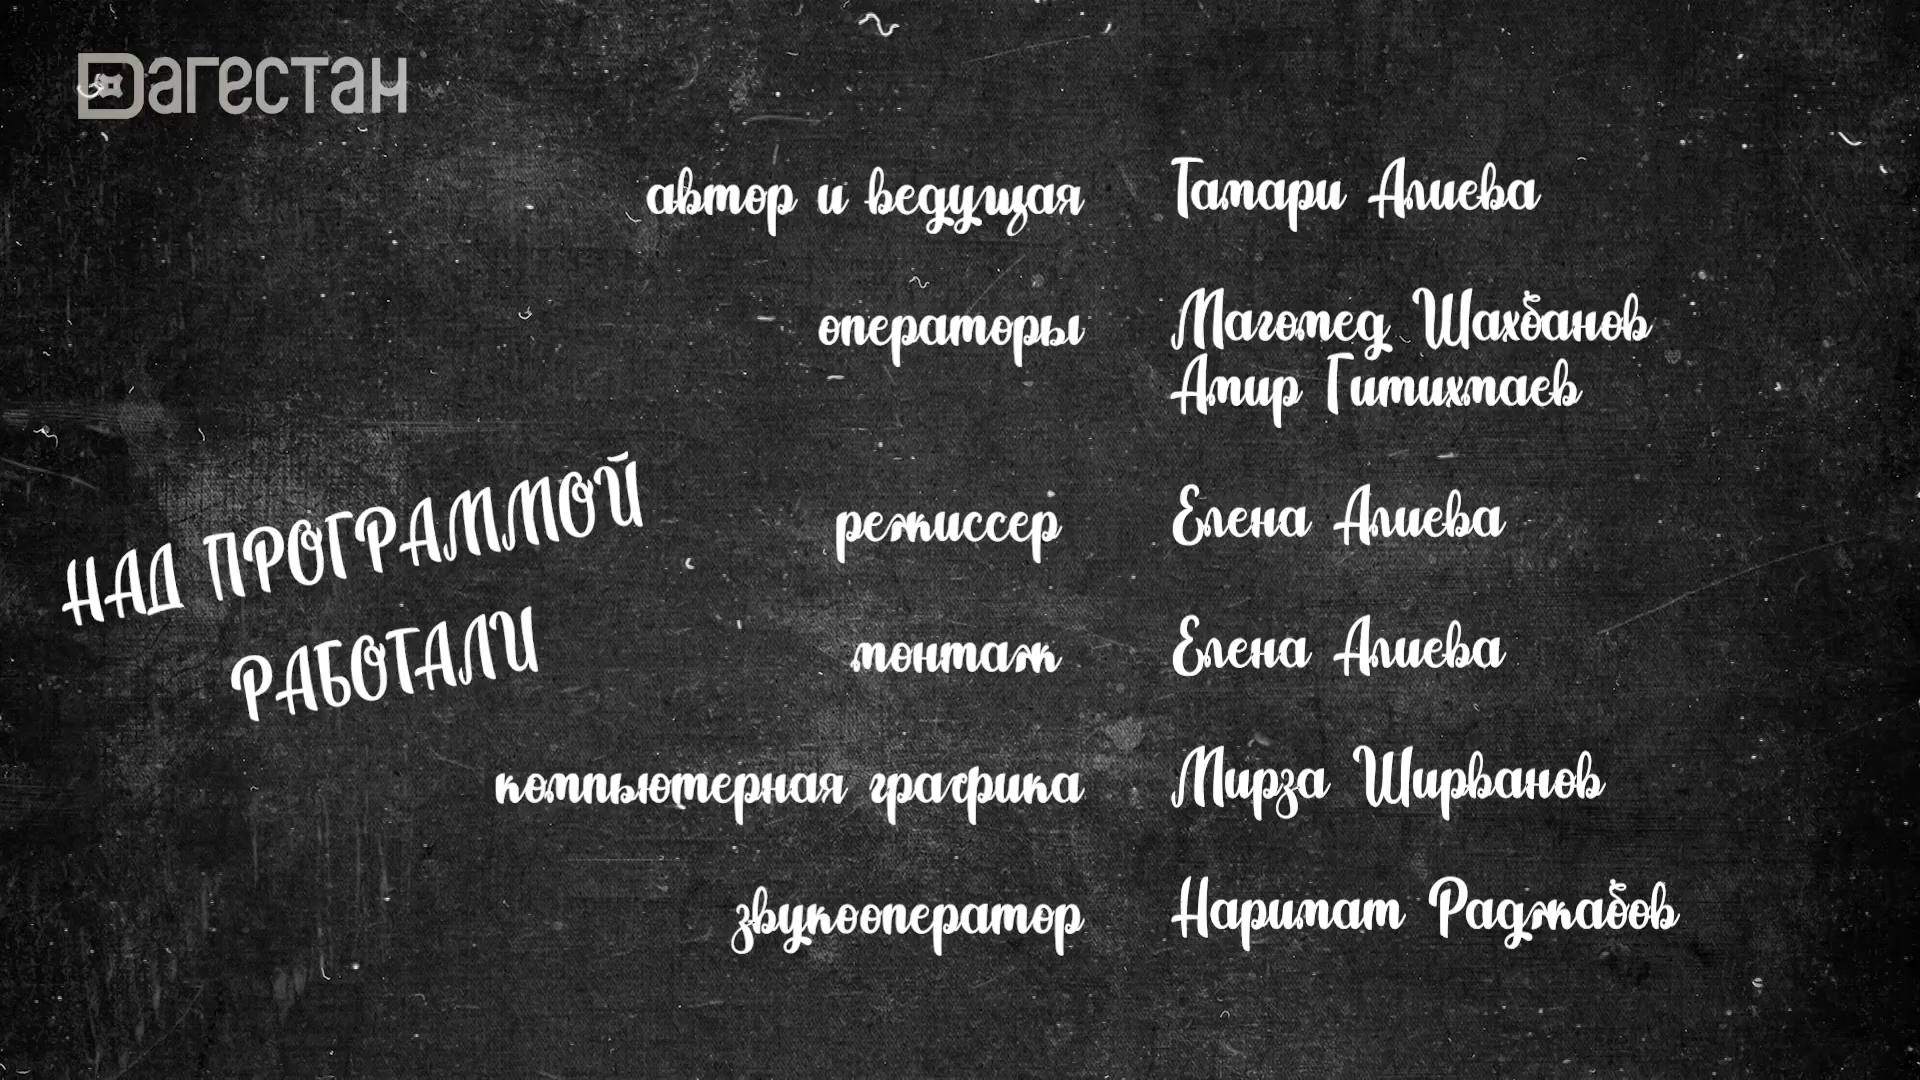 Дагестан
автор и ведущая Тамари Алиева
операторы Магомед Шахбанов
Амир Гитихмаев
НАД ПРОГРАММОЙ
РАБОТАЛИ
режиссер Елена Алиева
монтаж Елена Алиева
компьютерная графика Мирза Ширванов
звукооператор Наримат Раджабов